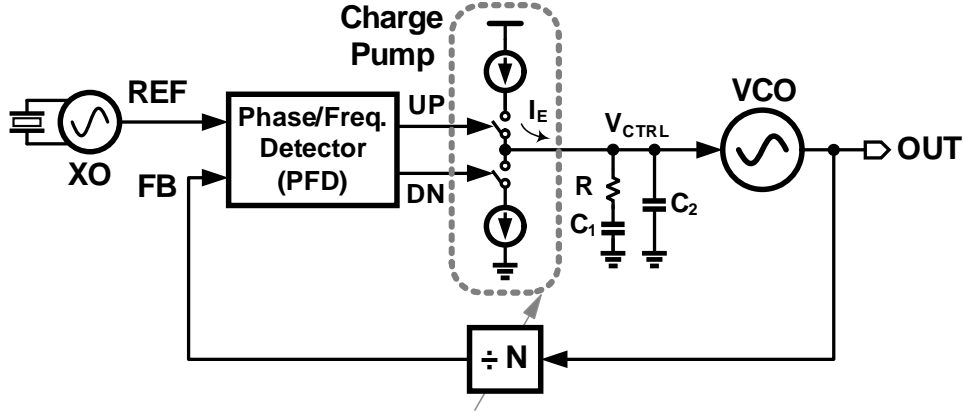 Charge
Pump
REF
XO
FB
Phase/Freq.
Detector
(PFD)
UP
DN
I_E
V_CTRL
VCO
OUT
R
C_1
C_2
÷ N